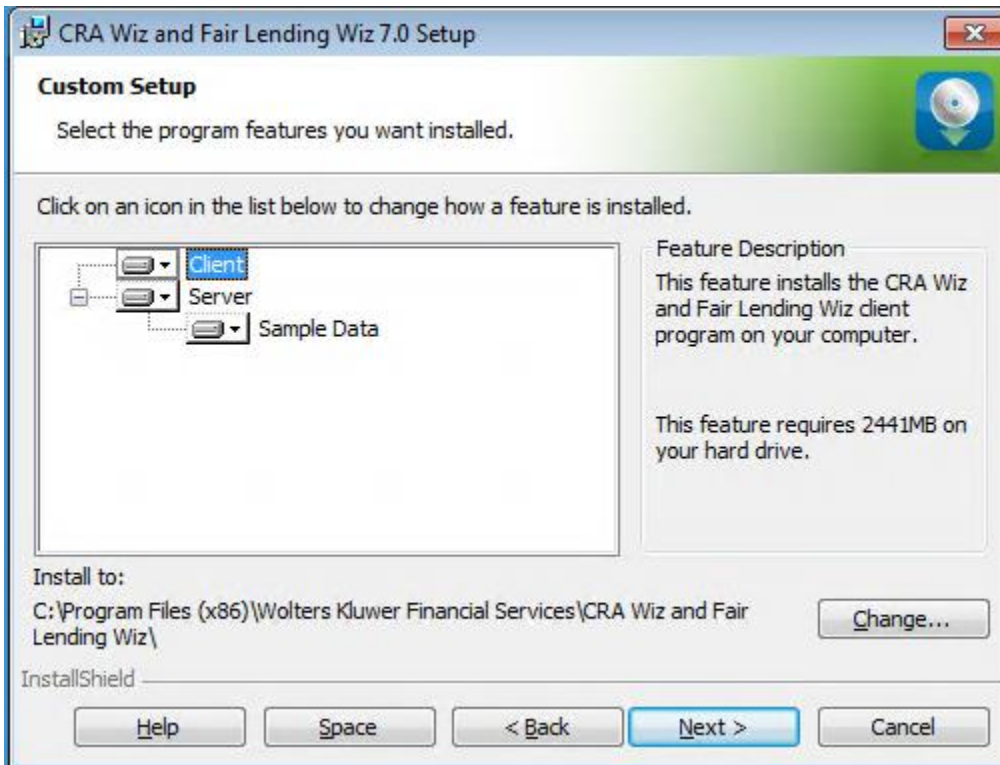 CRA Wiz and Fair Lending Wiz 7.0 Setup
Custom Setup
Select the program features you want installed.
Click on an icon in the list below to change how a feature is installed.
Client
Server
Sample Data
Feature Description
This feature installs the CRA Wiz
and Fair Lending Wiz client
program on your computer.
This feature requires 2441MB on
your hard drive.
Install to:
C:\Program Files (x86)\Wolters Kluwer Financial Services\CRA Wiz and Fair
Lending Wiz\
Change...
InstallShield
Help
Space
< Back
Next >
Cancel